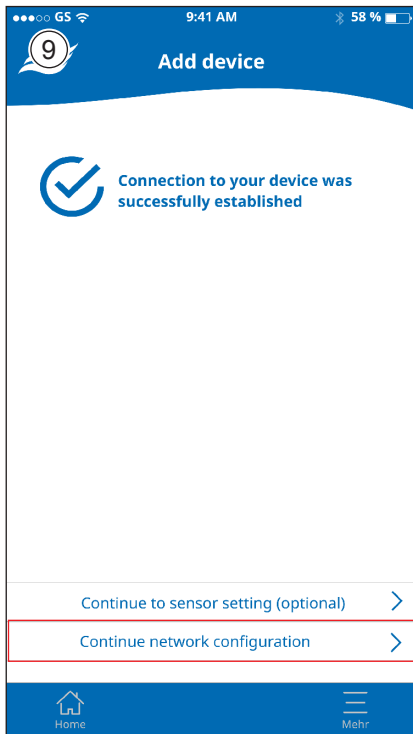 GS 9:41 AM 58 %
9
Add device
Connection to your device was
successfully established
Continue to sensor setting (optional)
Continue network configuration
Home Mehr